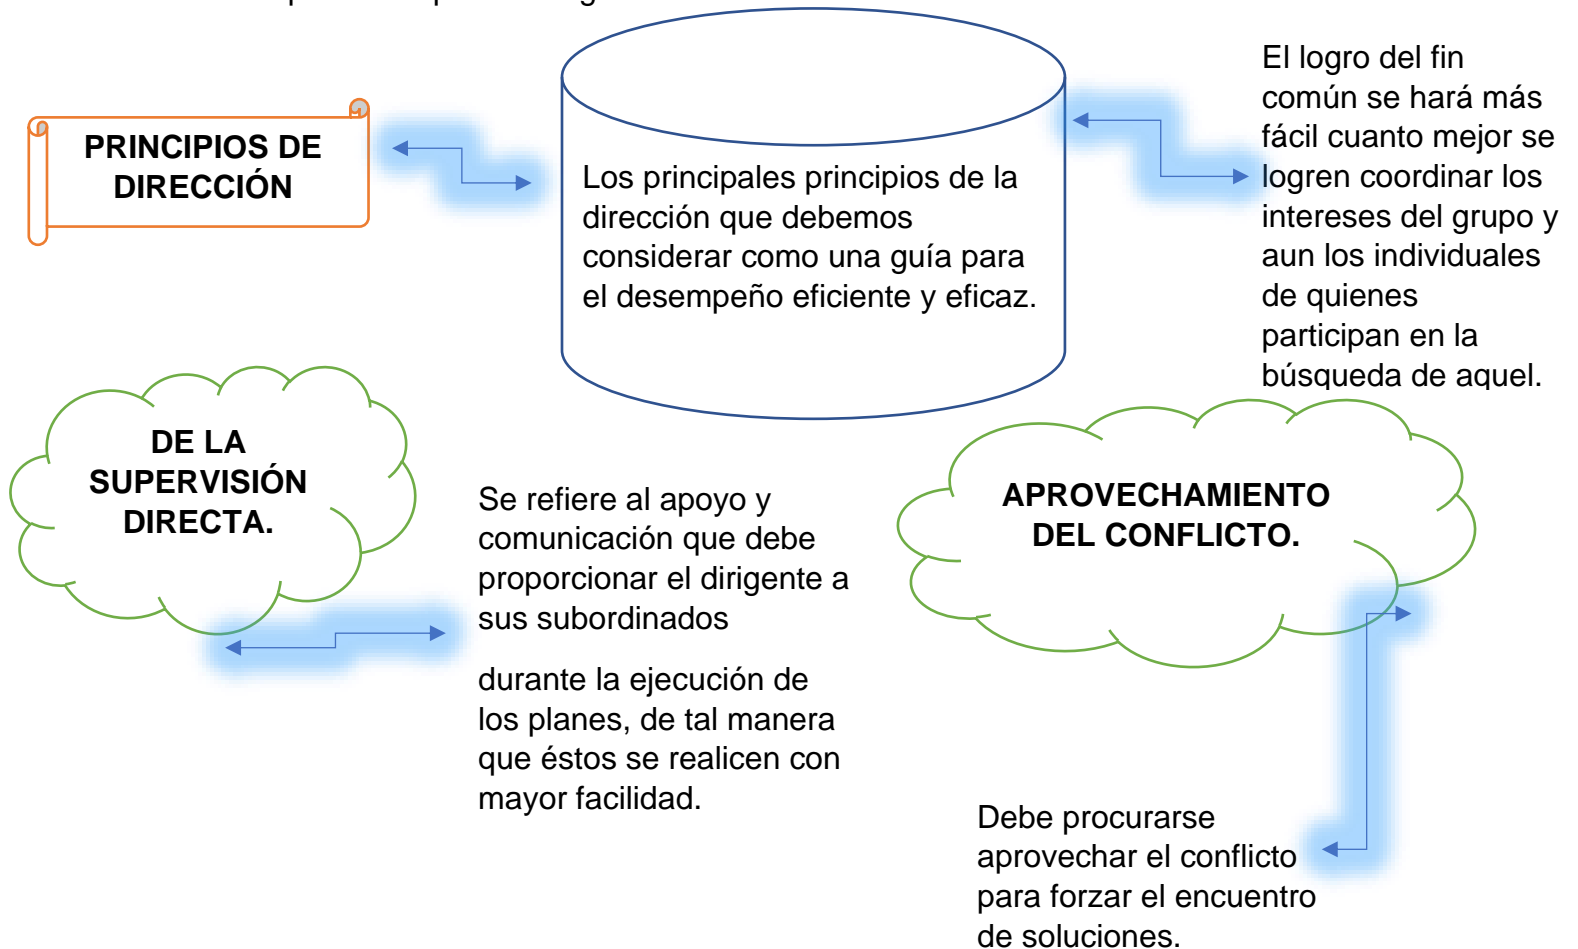 PRINCIPIOS DE
DIRECCIÓN
Los principales principios de la
dirección que debemos
considerar como una guía para
el desempeño eficiente y eficaz.
El logro del fin
común se hará más
fácil cuanto mejor se
logren coordinar los
intereses del grupo y
aun los individuales
de quienes
participan en la
búsqueda de aquel.
DE LA
SUPERVISIÓN
DIRECTA.
Se refiere al apoyo y
comunicación que debe
proporcionar el dirigente a
sus subordinados
durante la ejecución de
los planes, de tal manera
que éstos se realicen con
mayor facilidad.
APROVECHAMIENTO
DEL CONFLICTO.
Debe procurarse
aprovechar el conflicto
para forzar el encuentro
de soluciones.